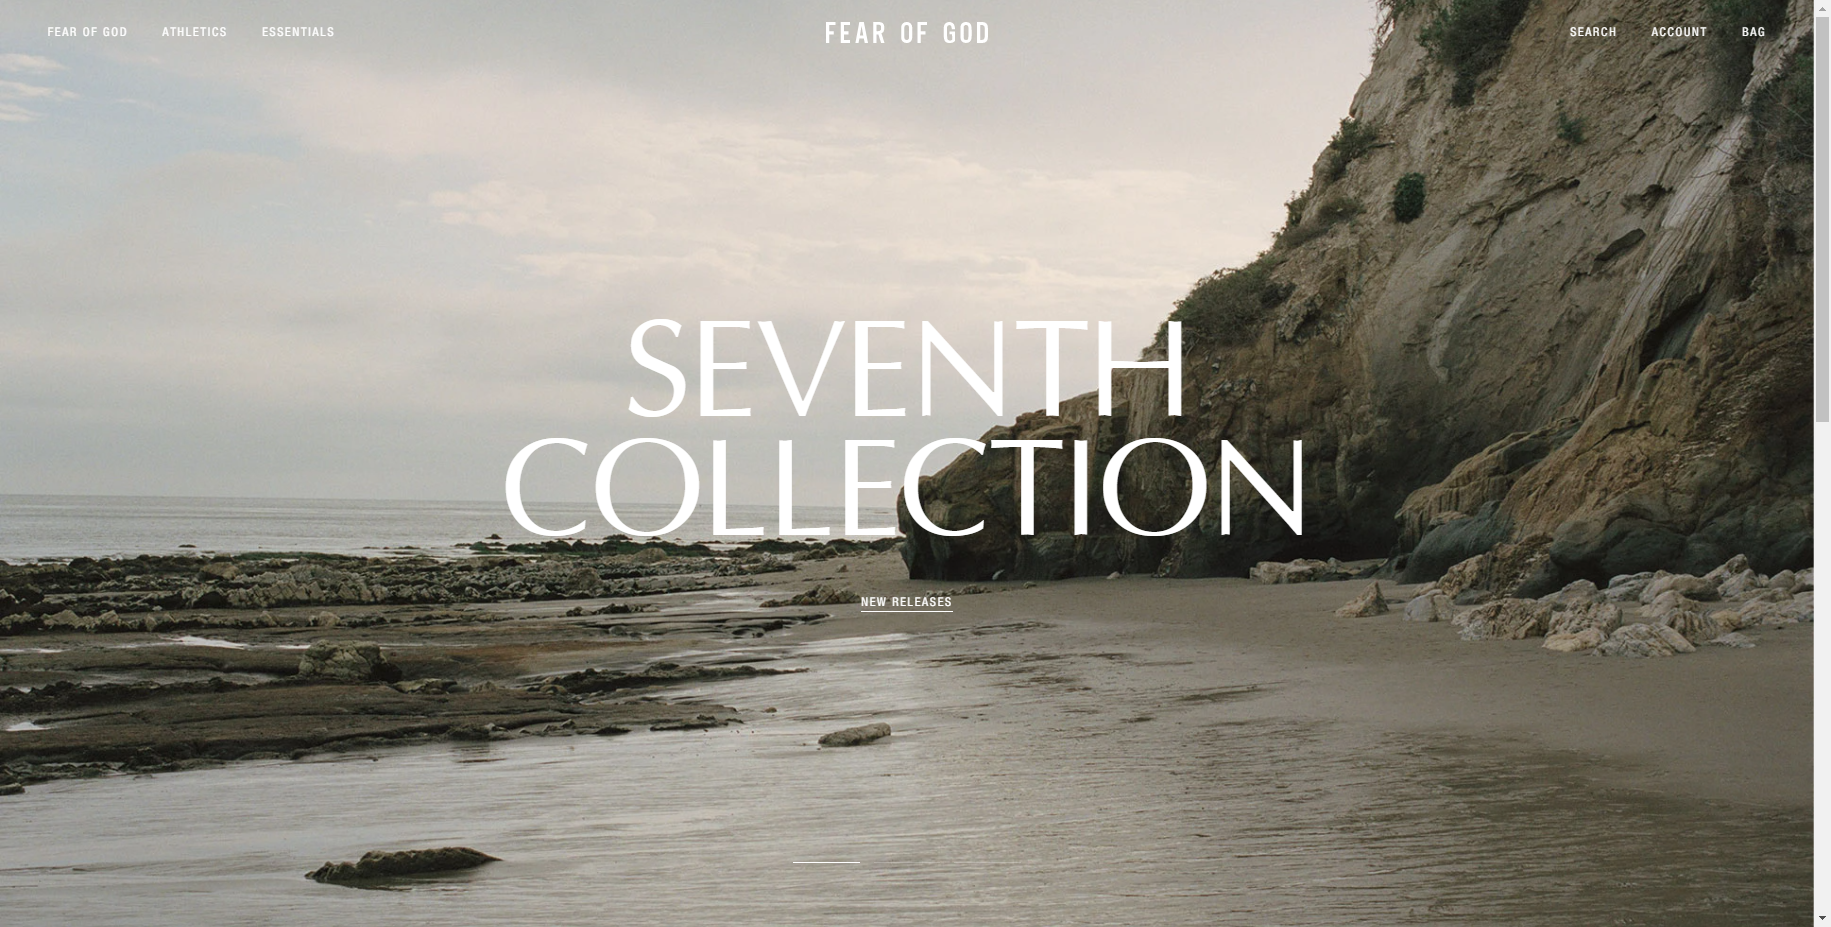 FEAR OF GOD ATHLETICS ESSENTIALS FEAR OF GOD SEARCH ACCOUNT BAG
SEVENTH
COLLECTION
NEW RELEASES